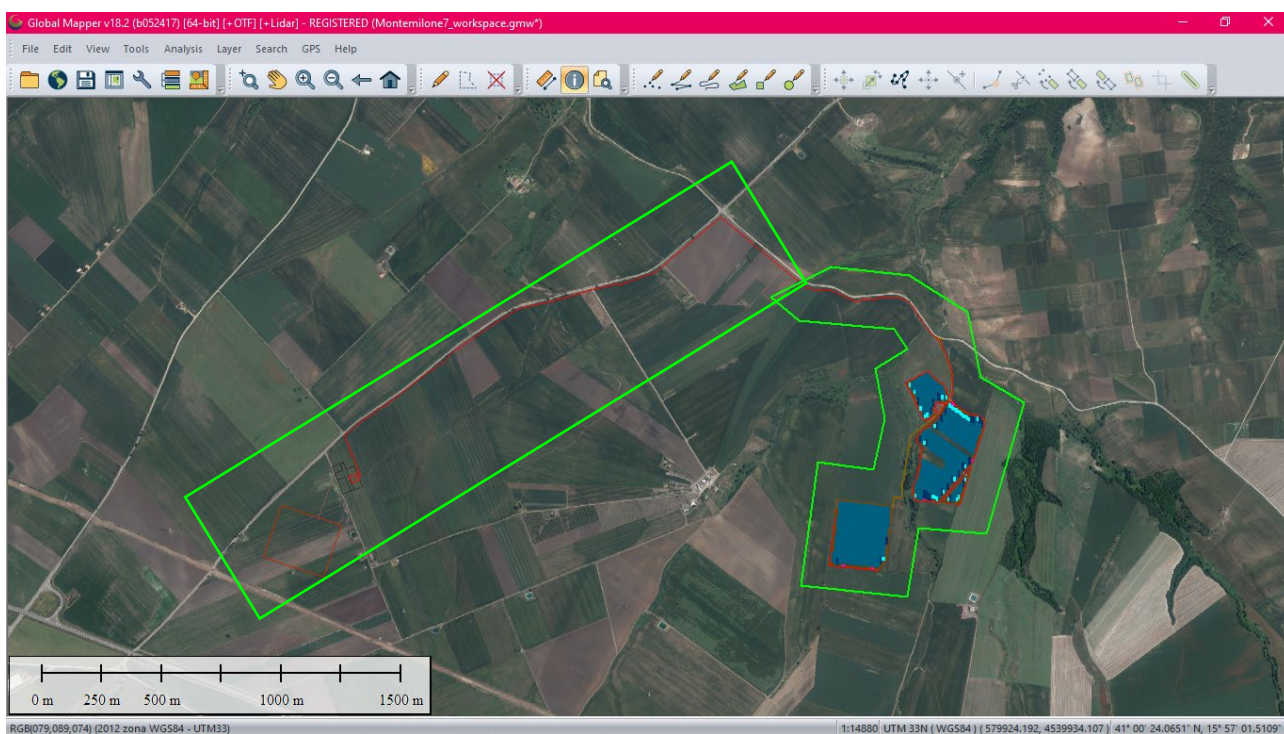 Global Mapper v18.2 (b052417) [64-bit] [+OTF] [+Lidar] - REGISTERED (Montemilone7_workspace.gmw*)
File Edit View Tools Analysis Layer Search GPS Help
0 m 250 m 500 m 1000 m 1500 m
RGB(079,089,074) (2012 zona WGS84 - UTM33) 1:14880 UTM 33N ( WGS84 ) ( 579924.192, 4539934.107 ) 41° 00' 24.0651" N, 15° 57' 01.5109"